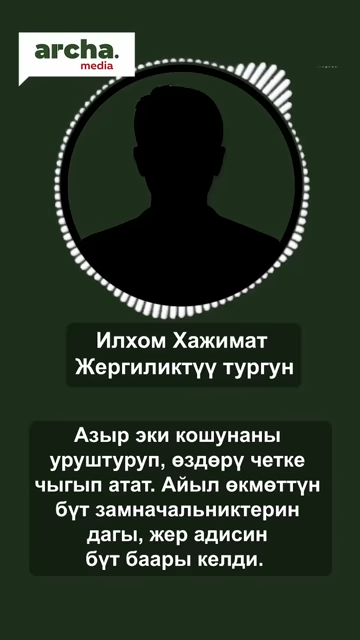 archa.
media
Илхом Хажимат
Жергиликтүү тургун
Азыр эки кошунаны
уруштуруп, өздөрү четке
чыгып атат. Айыл өкмөттүн
бүт замначальниктерин
дагы, жер адисин
бүт баары келди.